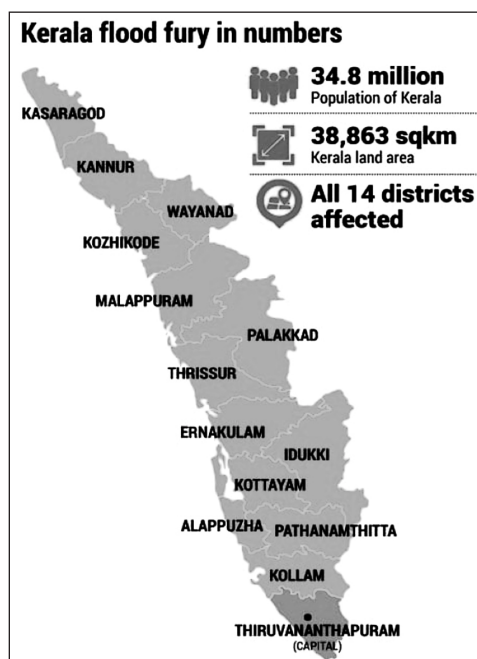 Kerala flood fury in numbers
34.8 million
Population of Kerala
38,863 sqkm
Kerala land area
All 14 districts
affected
KASARAGOD
KANNUR
WAYANAD
KOZHIKODE
MALAPPURAM
PALAKKAD
THRISSUR
ERNAKULAM
IDUKKI
KOTTAYAM
ALAPPUZHA
PATHANAMTHITTA
KOLLAM
THIRUVANANTHAPURAM
(CAPITAL)